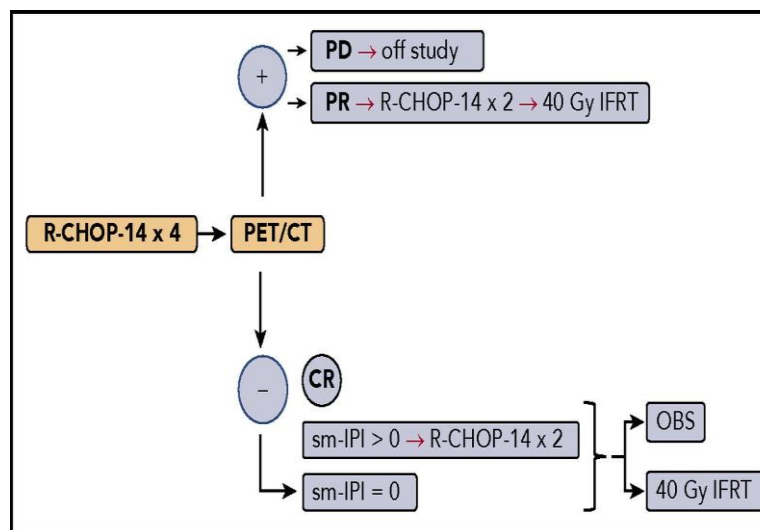 PD → off study
+
PR → R-CHOP-14 x 2 → 40 Gy IFRT
R-CHOP-14 x 4
PET/CT
–
CR
sm-IPI > 0 → R-CHOP-14 x 2
sm-IPI = 0
OBS
40 Gy IFRT